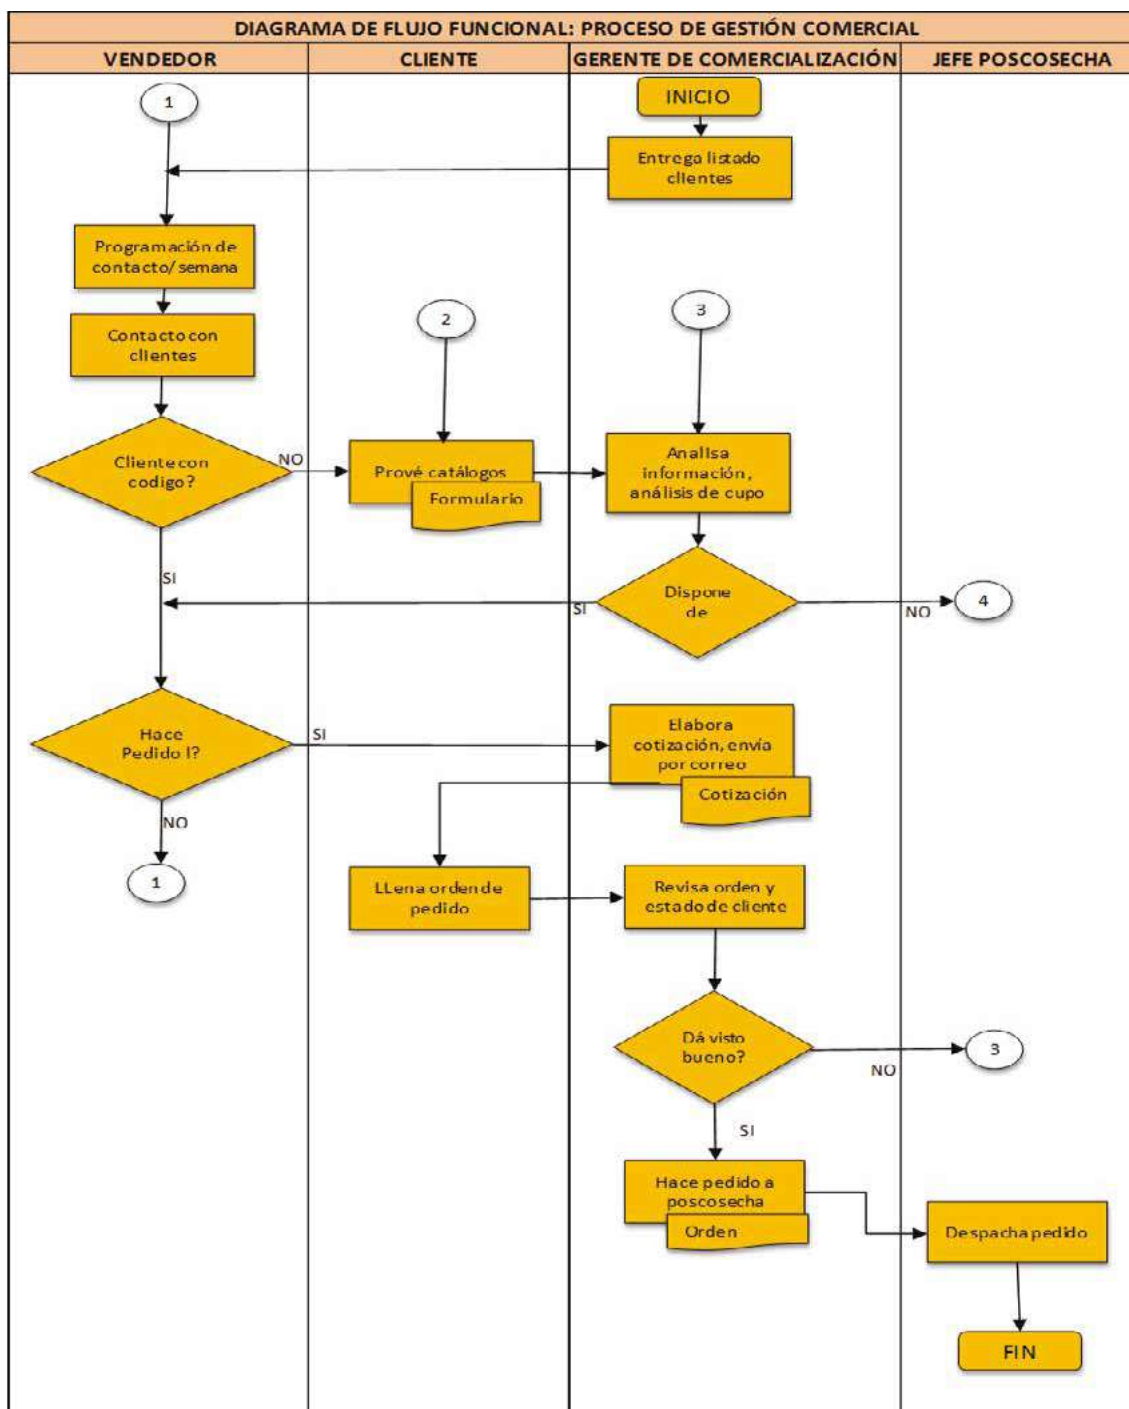 DIAGRAMA DE FLUJO FUNCIONAL: PROCESO DE GESTIÓN COMERCIAL
VENDEDOR
CLIENTE
GERENTE DE COMERCIALIZACIÓN
JEFE POSCOSECHA
1
INICIO
Entrega listado
clientes
Programación de
contacto/semana
Contacto con
clientes
2
3
Cliente con
codigo?
NO
Prové catálogos
Formulario
Analisa
información,
análisis de cupo
SI
Dispone
de
SI
NO
4
Hace
Pedido l?
SI
Elabora
cotización, envía
por correo
Cotización
NO
1
LLena orden de
pedido
Revisa orden y
estado de cliente
Dá visto
bueno?
NO
3
SI
Hace pedido a
poscosecha
Orden
Despacha pedido
FIN